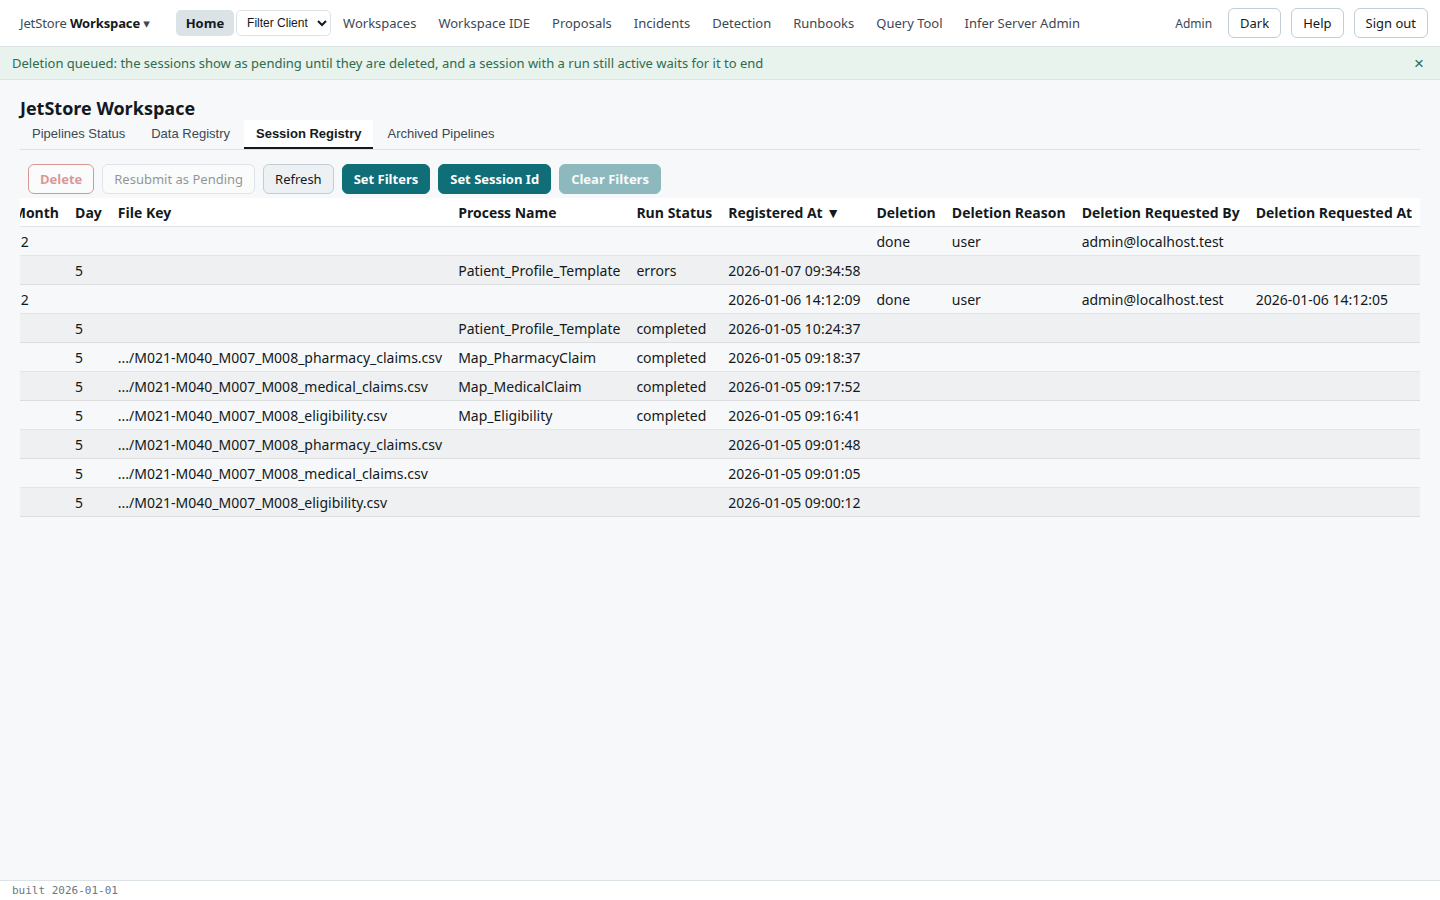 JetStore Workspace ▾ Home Filter Client Workspaces Workspace IDE Proposals Incidents Detection Runbooks Query Tool Infer Server Admin Admin Dark Help Sign out
Deletion queued: the sessions show as pending until they are deleted, and a session with a run still active waits for it to end ×
JetStore Workspace
Pipelines Status Data Registry Session Registry Archived Pipelines
Delete Resubmit as Pending Refresh Set Filters Set Session Id Clear Filters
Month Day File Key Process Name Run Status Registered At ▼ Deletion Deletion Reason Deletion Requested By Deletion Requested At
2 done user admin@localhost.test
5 Patient_Profile_Template errors 2026-01-07 09:34:58
2 2026-01-06 14:12:09 done user admin@localhost.test 2026-01-06 14:12:05
5 Patient_Profile_Template completed 2026-01-05 10:24:37
5 .../M021-M040_M007_M008_pharmacy_claims.csv Map_PharmacyClaim completed 2026-01-05 09:18:37
5 .../M021-M040_M007_M008_medical_claims.csv Map_MedicalClaim completed 2026-01-05 09:17:52
5 .../M021-M040_M007_M008_eligibility.csv Map_Eligibility completed 2026-01-05 09:16:41
5 .../M021-M040_M007_M008_pharmacy_claims.csv 2026-01-05 09:01:48
5 .../M021-M040_M007_M008_medical_claims.csv 2026-01-05 09:01:05
5 .../M021-M040_M007_M008_eligibility.csv 2026-01-05 09:00:12
built 2026-01-01